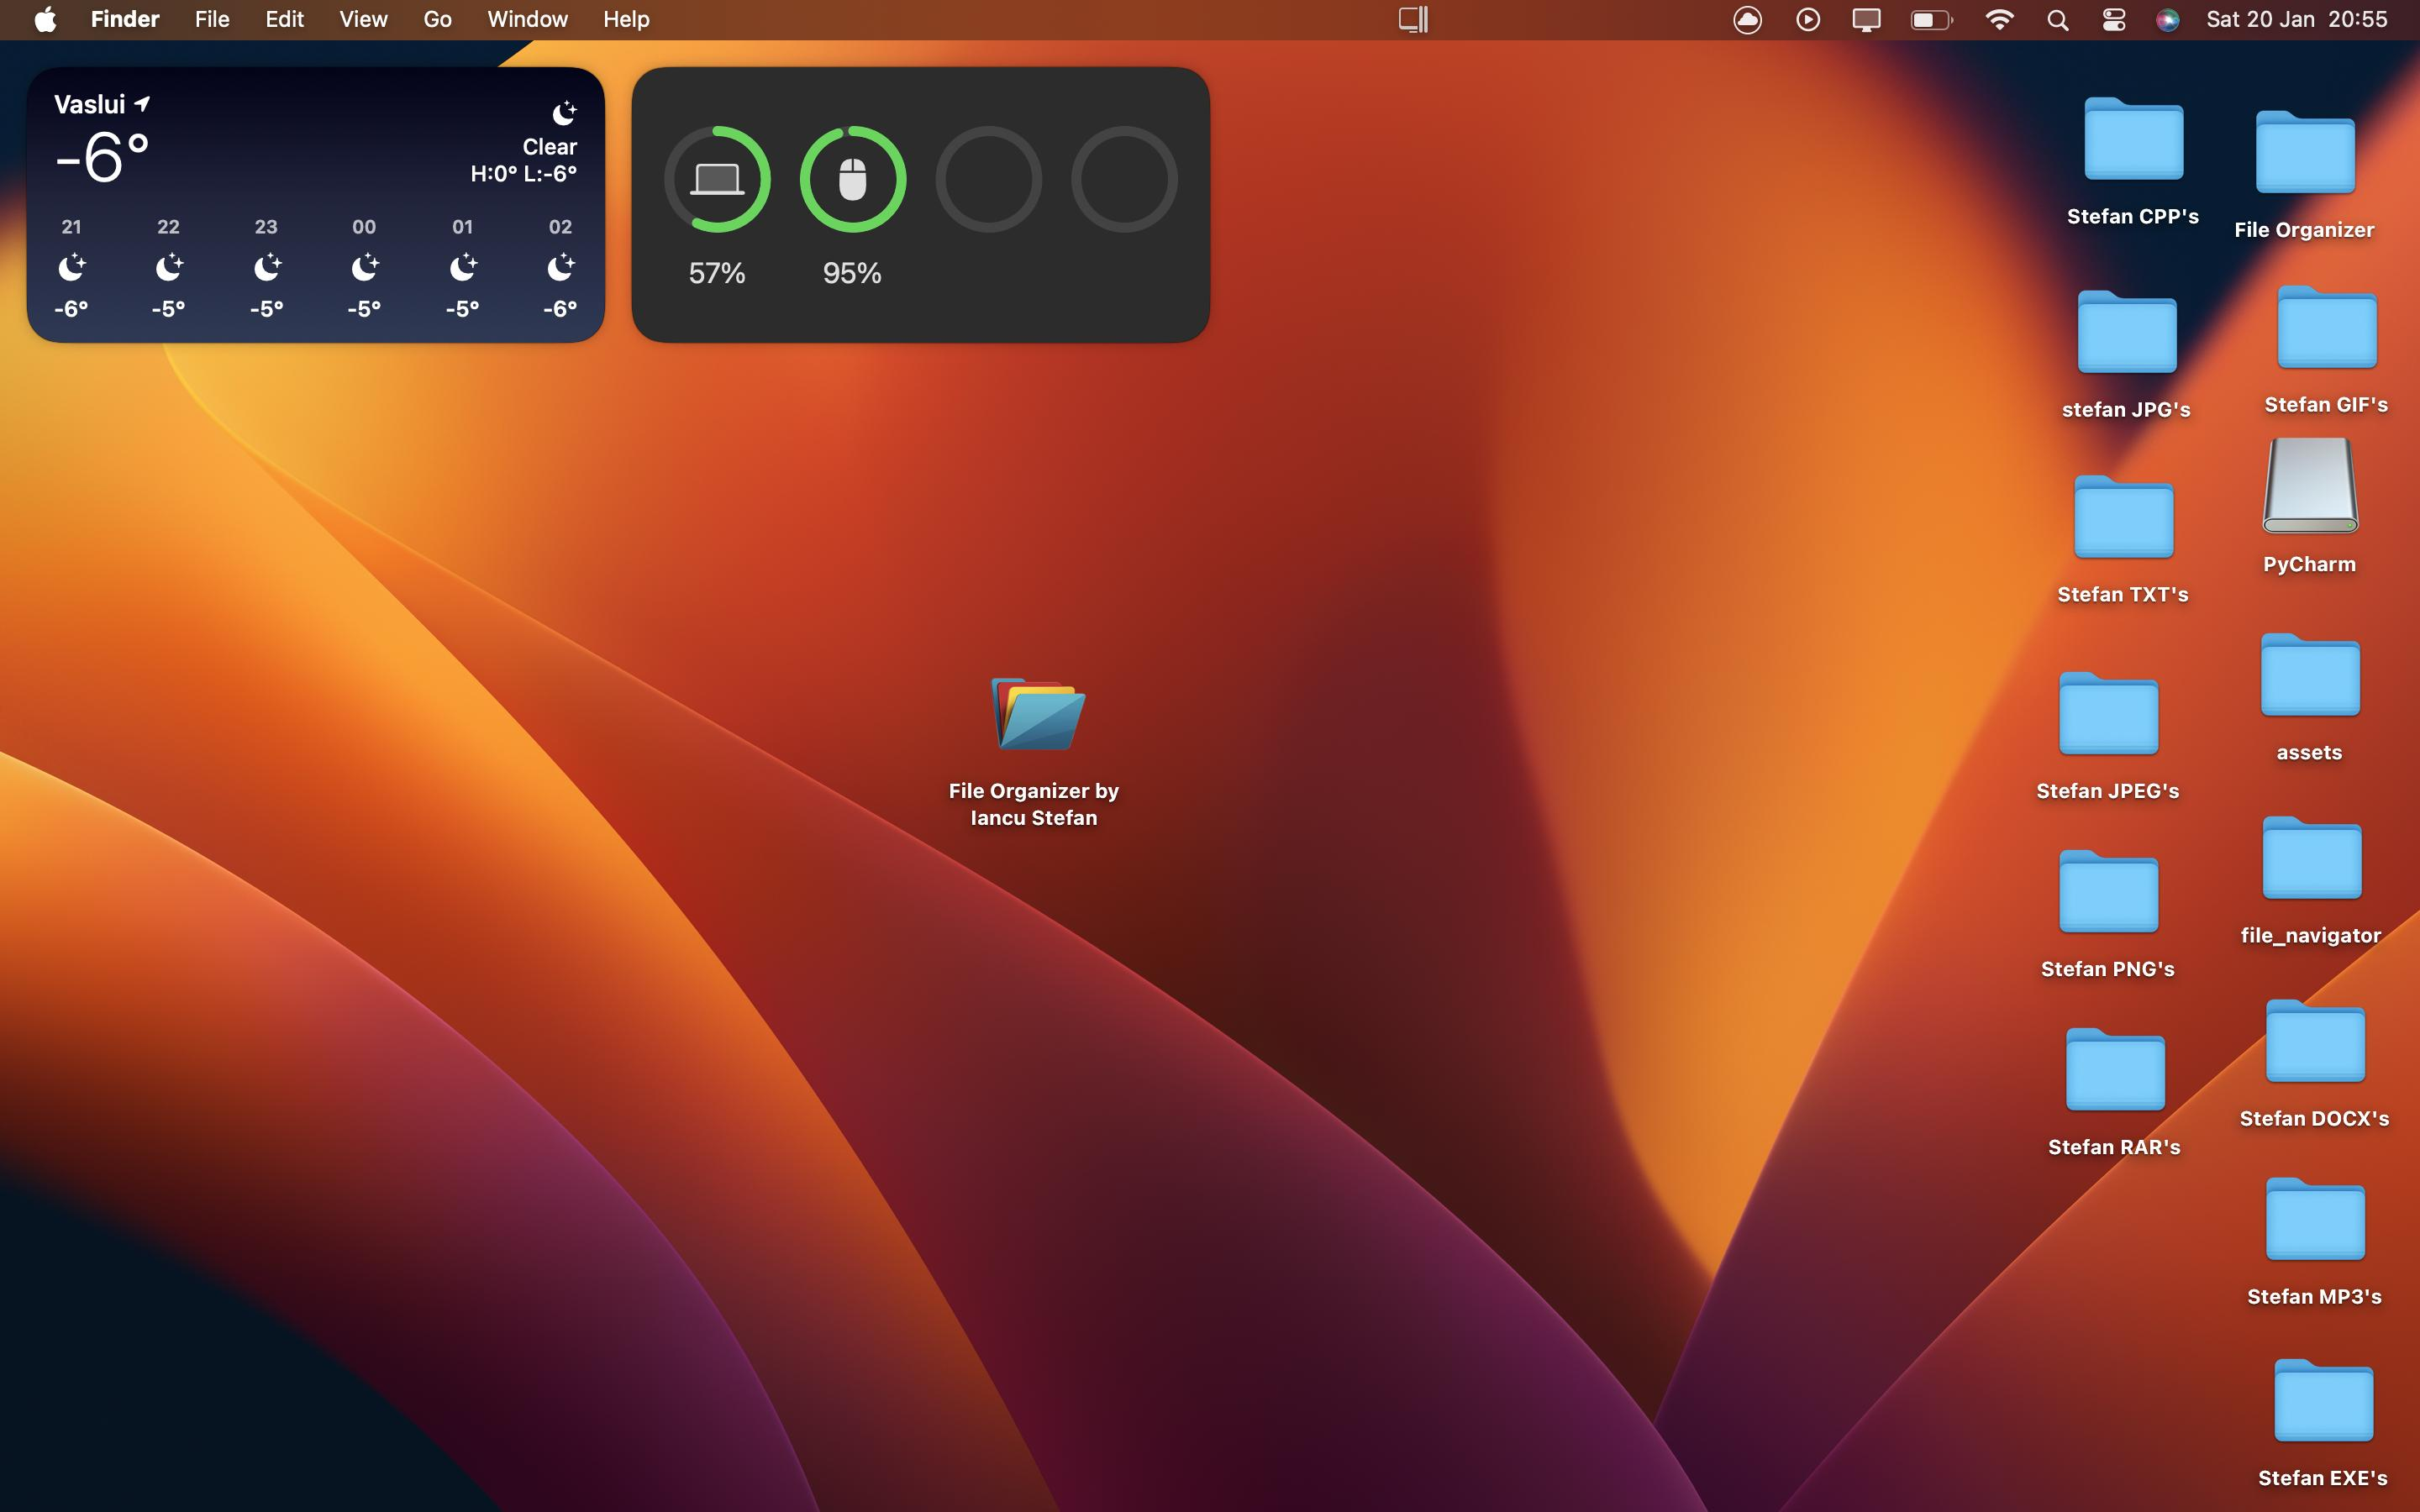 Finder File Edit View Go Window Help Sat 20 Jan 20:55
Vaslui
-6°
Clear
H:0° L:-6°
21 22 23 00 01 02
-6° -5° -5° -5° -5° -6°
57% 95%
Stefan CPP's
File Organizer
stefan JPG's
Stefan GIF's
PyCharm
Stefan TXT's
assets
Stefan JPEG's
File Organizer by
Iancu Stefan
file_navigator
Stefan PNG's
Stefan DOCX's
Stefan RAR's
Stefan MP3's
Stefan EXE's